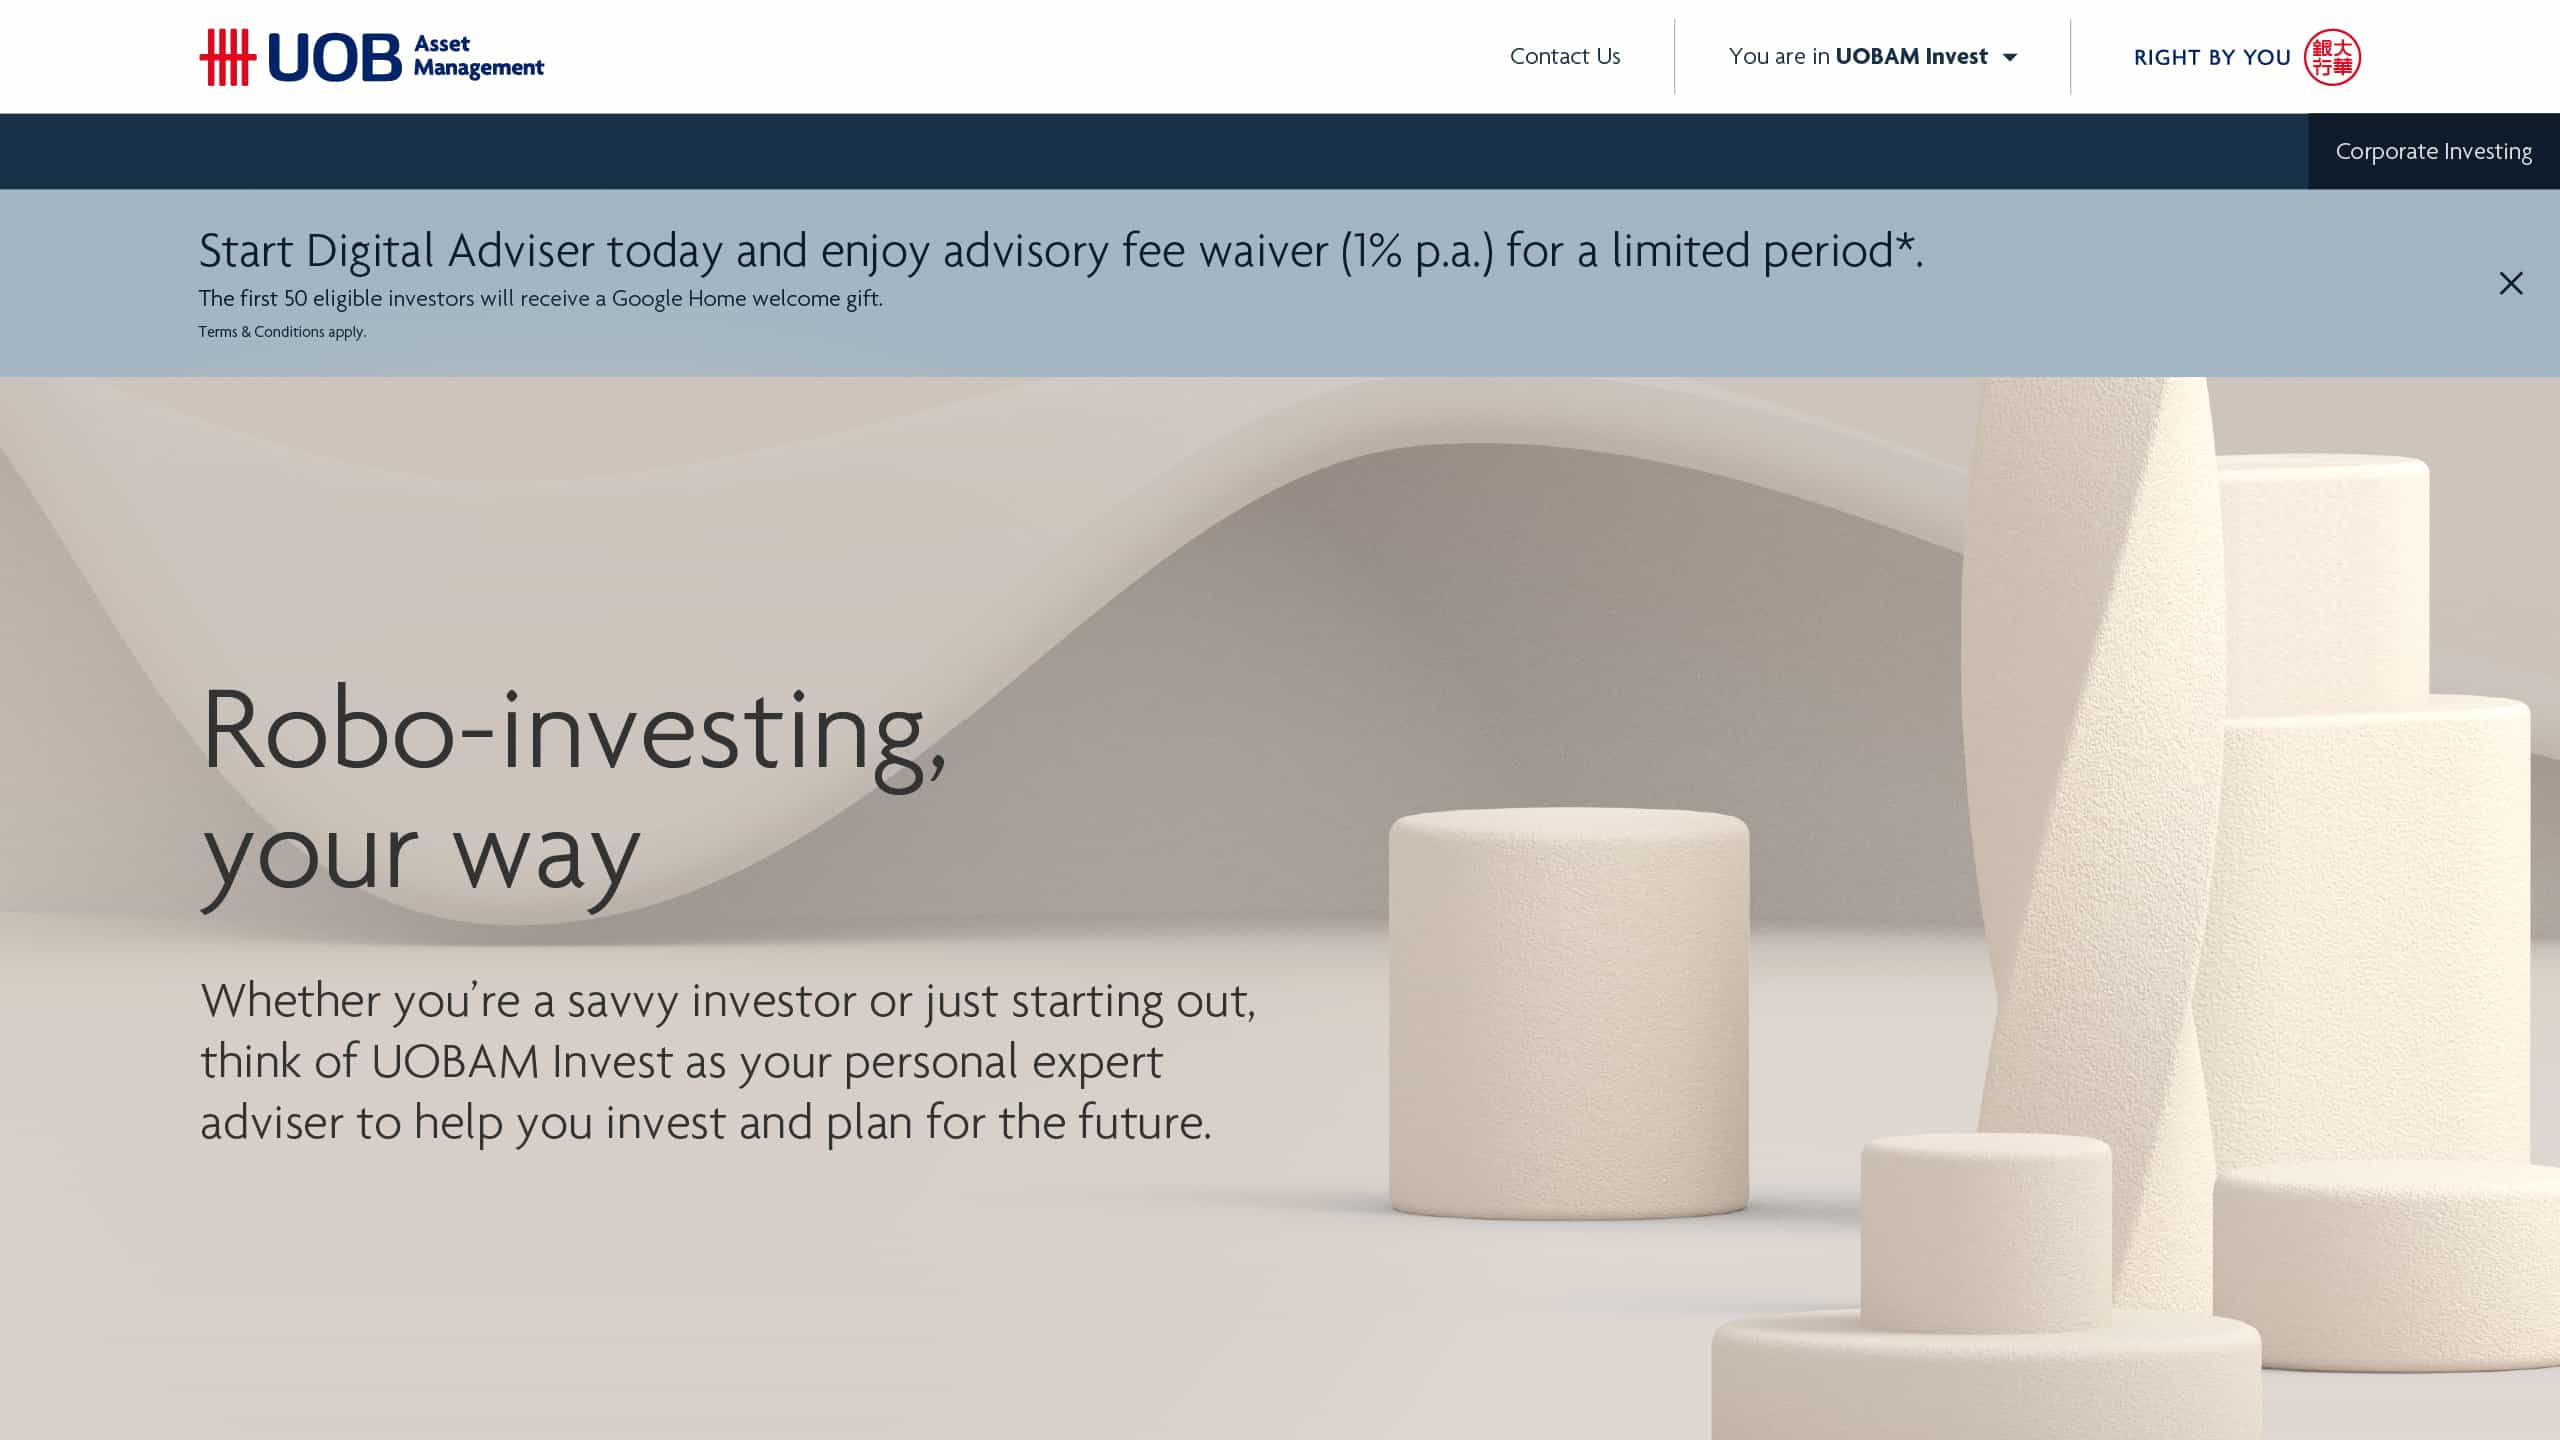 UOB Asset Management
Contact Us
You are in UOBAM Invest
RIGHT BY YOU
大華銀行
Corporate Investing
Start Digital Adviser today and enjoy advisory fee waiver (1% p.a.) for a limited period*.
The first 50 eligible investors will receive a Google Home welcome gift.
Terms & Conditions apply.
Robo-investing,
your way
Whether you’re a savvy investor or just starting out,
think of UOBAM Invest as your personal expert
adviser to help you invest and plan for the future.